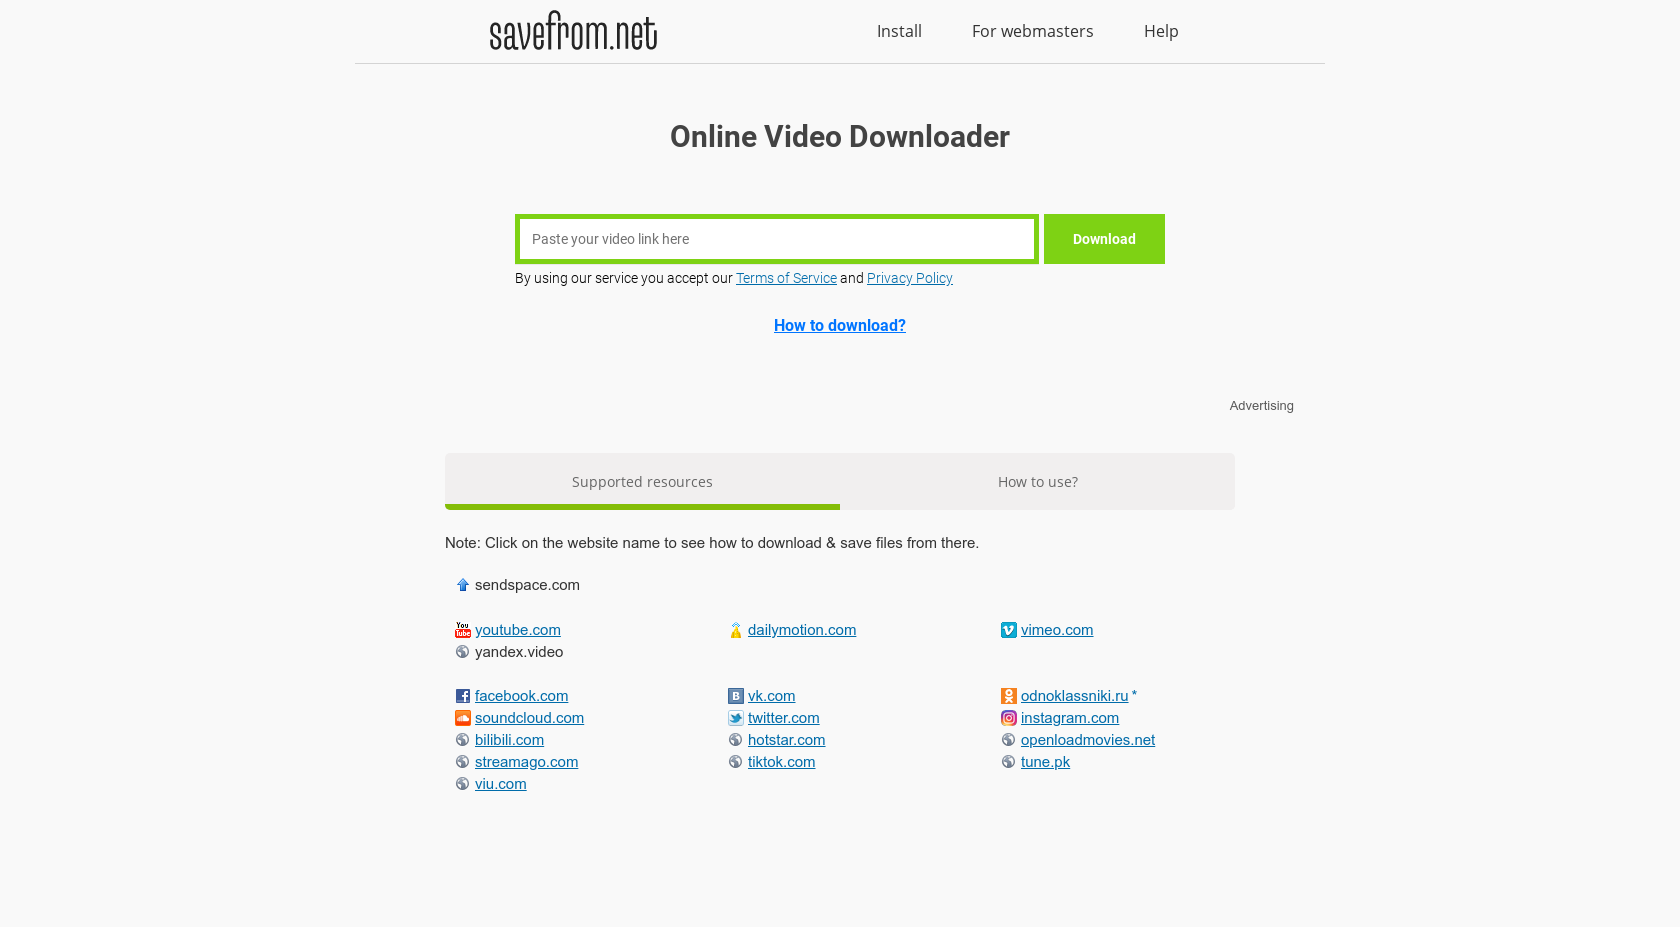 savefrom.net
Install For webmasters Help
Online Video Downloader
Paste your video link here Download
By using our service you accept our Terms of Service and Privacy Policy
How to download?
Advertising
Supported resources How to use?
Note: Click on the website name to see how to download & save files from there.
sendspace.com
You Tube youtube.com dailymotion.com vimeo.com
yandex.video
facebook.com vk.com odnoklassniki.ru *
soundcloud.com twitter.com instagram.com
bilibili.com hotstar.com openloadmovies.net
streamago.com tiktok.com tune.pk
viu.com